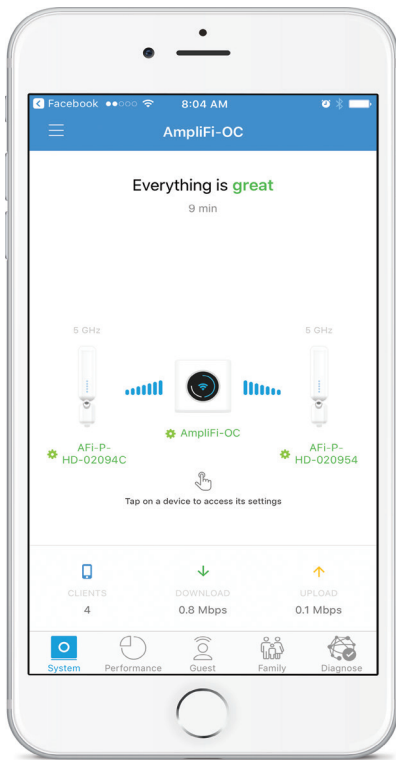 Facebook 8:04 AM
AmpliFi-OC
Everything is great
9 min
5 GHz 5 GHz
AmpliFi-OC
AFi-P-
HD-02094C
AFi-P-
HD-020954
Tap on a device to access its settings
CLIENTS DOWNLOAD UPLOAD
4 0.8 Mbps 0.1 Mbps
System Performance Guest Family Diagnose